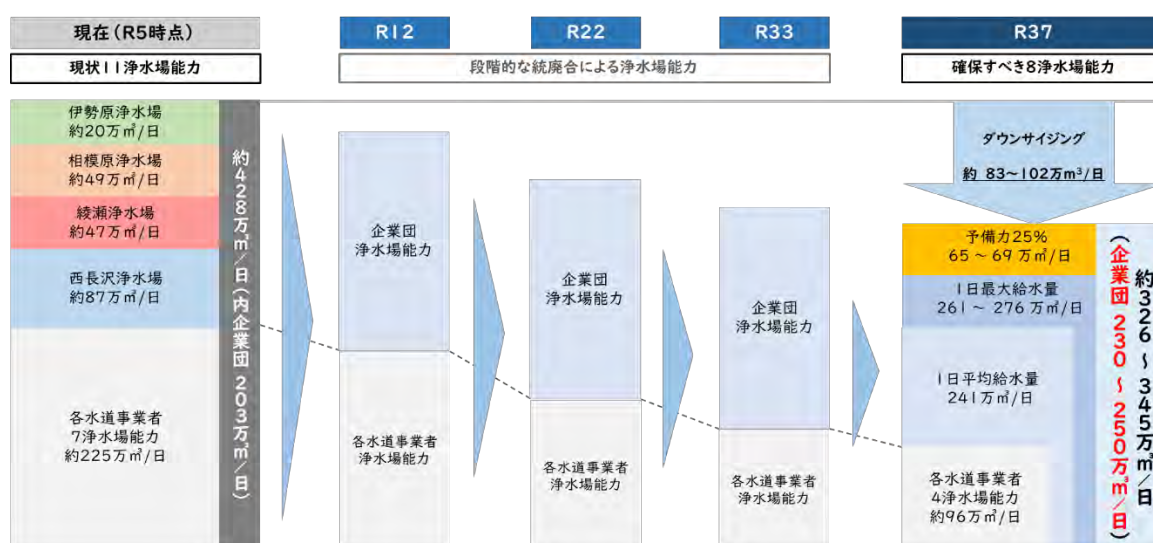 現在(R5時点)
R12
R22
R33
R37
現状11浄水場能力
段階的な統廃合による浄水場能力
確保すべき8浄水場能力
伊勢原浄水場
約20万㎥/日
相模原浄水場
約49万㎥/日
綾瀬浄水場
約47万㎥/日
西長沢浄水場
約87万㎥/日
各水道事業者
7浄水場能力
約225万㎥/日
約428万㎥/日(内企業団 203万㎥/日)
企業団
浄水場能力
各水道事業者
浄水場能力
企業団
浄水場能力
各水道事業者
浄水場能力
企業団
浄水場能力
各水道事業者
浄水場能力
ダウンサイジング
約 83~102万m³/日
予備力25%
65 ~ 69 万㎥/日
1日最大給水量
261~ 276 万㎥/日
1日平均給水量
241万㎥/日
各水道事業者
4浄水場能力
約96万㎥/日
約326 ~ 345万㎥/日
(企業団 230 ~ 250万㎥/日)